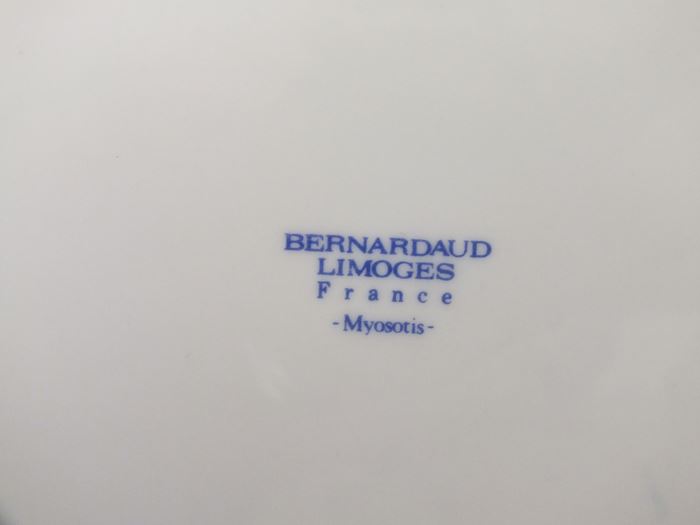 BERNARDAUD
LIMOGES
France
-Myosotis-